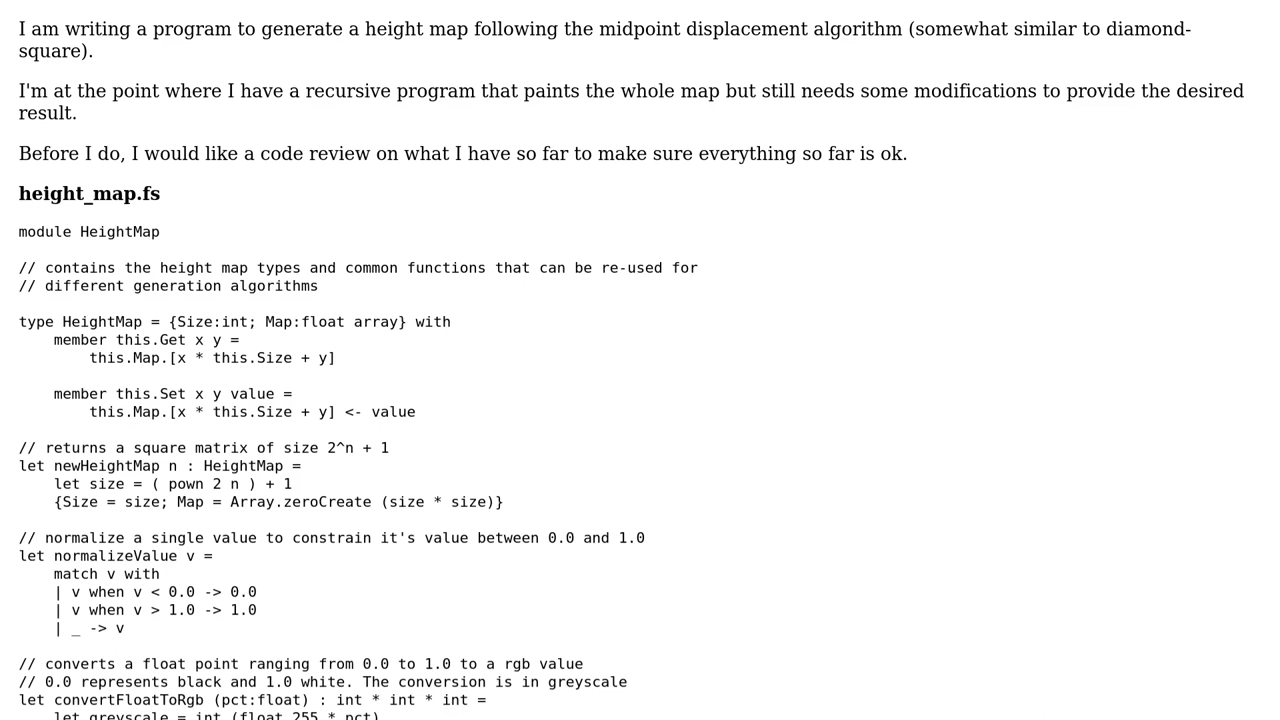 I am writing a program to generate a height map following the midpoint displacement algorithm (somewhat similar to diamond-
square).
I'm at the point where I have a recursive program that paints the whole map but still needs some modifications to provide the desired
result.
Before I do, I would like a code review on what I have so far to make sure everything so far is ok.
height_map.fs
module HeightMap
// contains the height map types and common functions that can be re-used for
// different generation algorithms
type HeightMap = {Size:int; Map:float array} with
    member this.Get x y =
        this.Map.[x * this.Size + y]
    member this.Set x y value =
        this.Map.[x * this.Size + y] <- value
// returns a square matrix of size 2^n + 1
let newHeightMap n : HeightMap =
    let size = ( pown 2 n ) + 1
    {Size = size; Map = Array.zeroCreate (size * size)}
// normalize a single value to constrain it's value between 0.0 and 1.0
let normalizeValue v =
    match v with
    | v when v < 0.0 -> 0.0
    | v when v > 1.0 -> 1.0
    | _ -> v
// converts a float point ranging from 0.0 to 1.0 to a rgb value
// 0.0 represents black and 1.0 white. The conversion is in greyscale
let convertFloatToRgb (pct:float) : int * int * int =
    let greyscale = int (float 255 * pct)